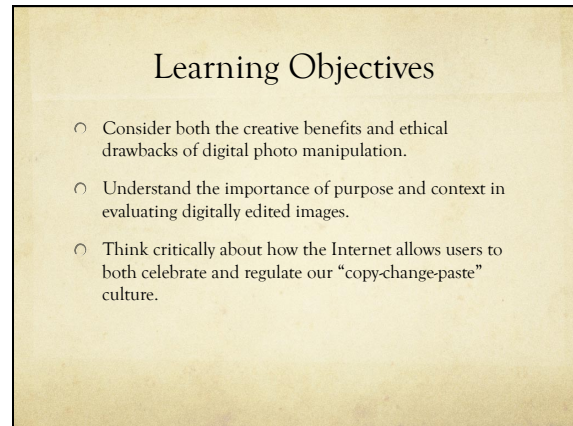 Learning Objectives
Consider both the creative benefits and ethical
drawbacks of digital photo manipulation.
Understand the importance of purpose and context in
evaluating digitally edited images.
Think critically about how the Internet allows users to
both celebrate and regulate our “copy-change-paste”
culture.